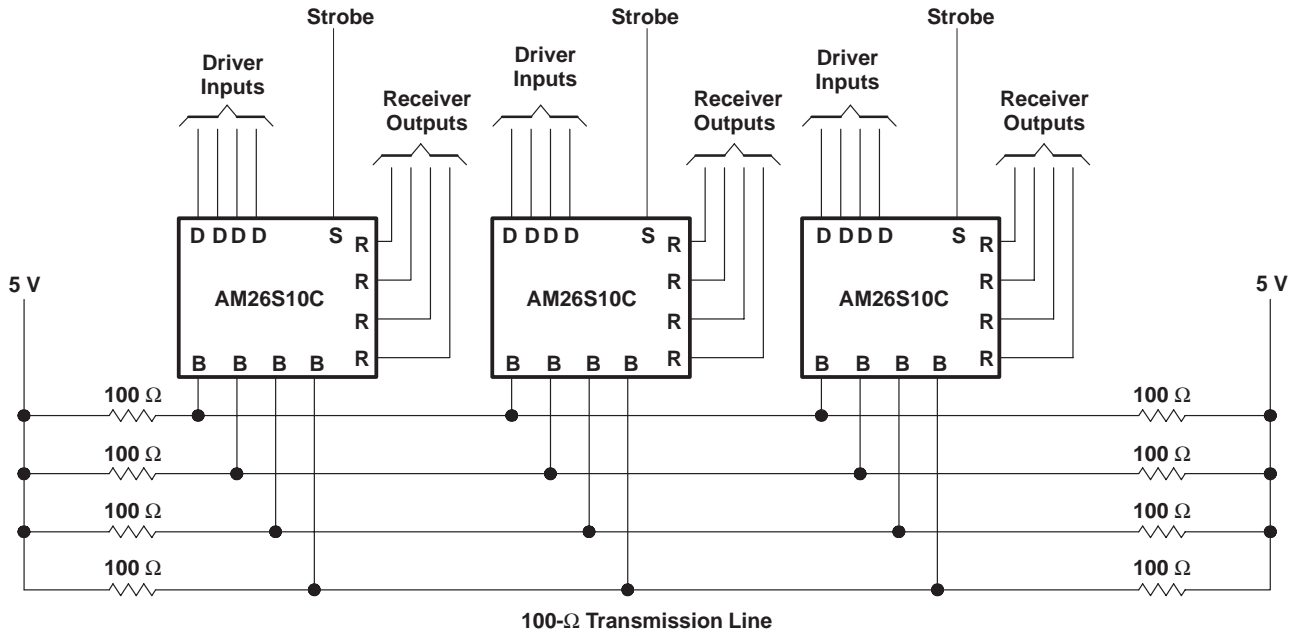 Strobe
Strobe
Strobe
Driver
Inputs
Receiver
Outputs
Driver
Inputs
Receiver
Outputs
Driver
Inputs
Receiver
Outputs
D D D D S R
R
AM26S10C
R
R
B B B B
D D D D S R
R
AM26S10C
R
R
B B B B
D D D D S R
R
AM26S10C
R
R
B B B B
5 V
5 V
100 Ω
100 Ω
100 Ω
100 Ω
100 Ω
100 Ω
100 Ω
100 Ω
100-Ω Transmission Line